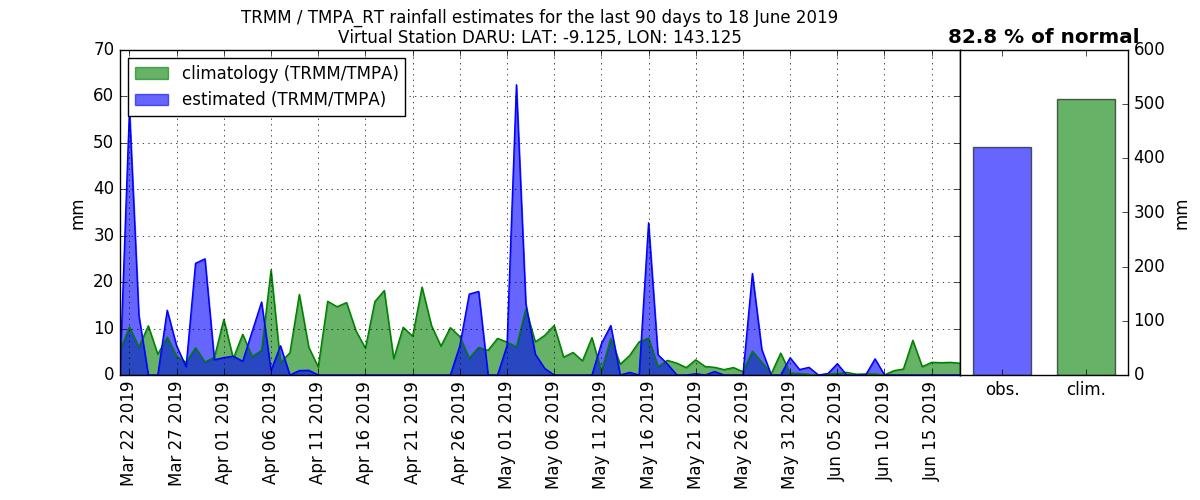 TRMM / TMPA_RT rainfall estimates for the last 90 days to 18 June 2019
Virtual Station DARU: LAT: -9.125, LON: 143.125
82.8 % of normal
climatology (TRMM/TMPA)
estimated (TRMM/TMPA)
70
60
50
40
30
20
10
0
mm
Mar 22 2019
Mar 27 2019
Apr 01 2019
Apr 06 2019
Apr 11 2019
Apr 16 2019
Apr 21 2019
Apr 26 2019
May 01 2019
May 06 2019
May 11 2019
May 16 2019
May 21 2019
May 26 2019
May 31 2019
Jun 05 2019
Jun 10 2019
Jun 15 2019
600
500
400
300
200
100
0
mm
obs.
clim.